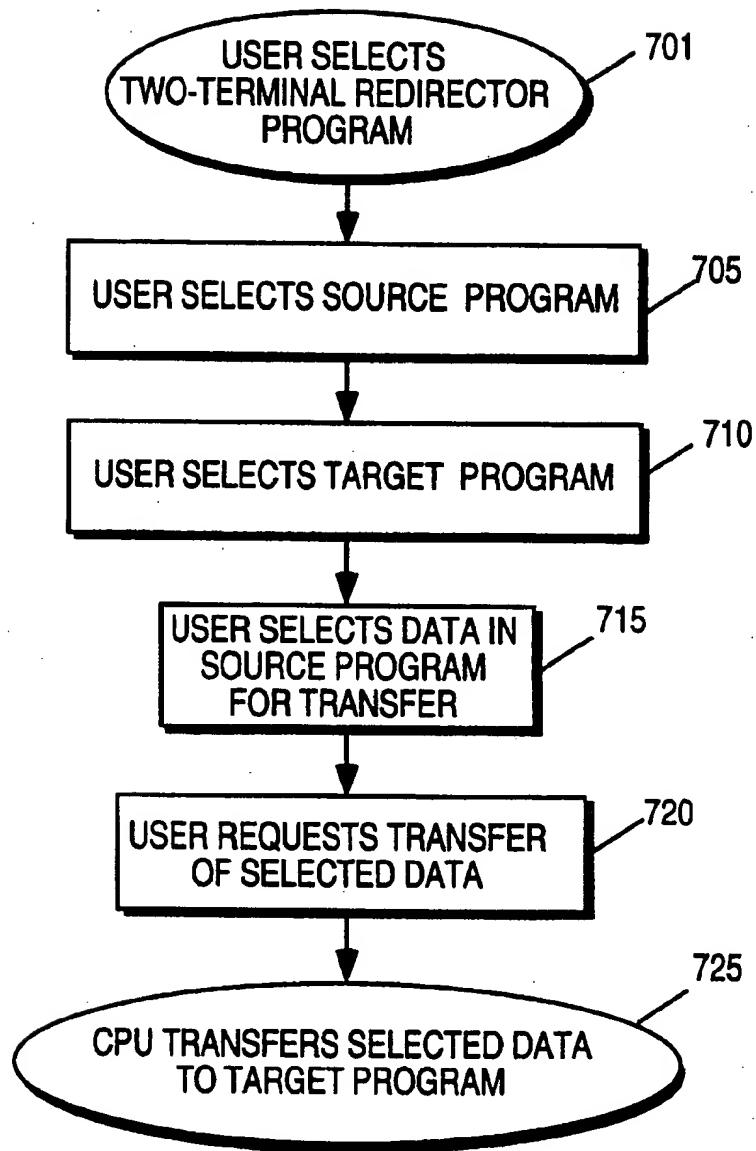 USER SELECTS
TWO-TERMINAL REDIRECTOR
PROGRAM
701
USER SELECTS SOURCE PROGRAM
705
USER SELECTS TARGET PROGRAM
710
USER SELECTS DATA IN
SOURCE PROGRAM
FOR TRANSFER
715
USER REQUESTS TRANSFER
OF SELECTED DATA
720
CPU TRANSFERS SELECTED DATA
TO TARGET PROGRAM
725